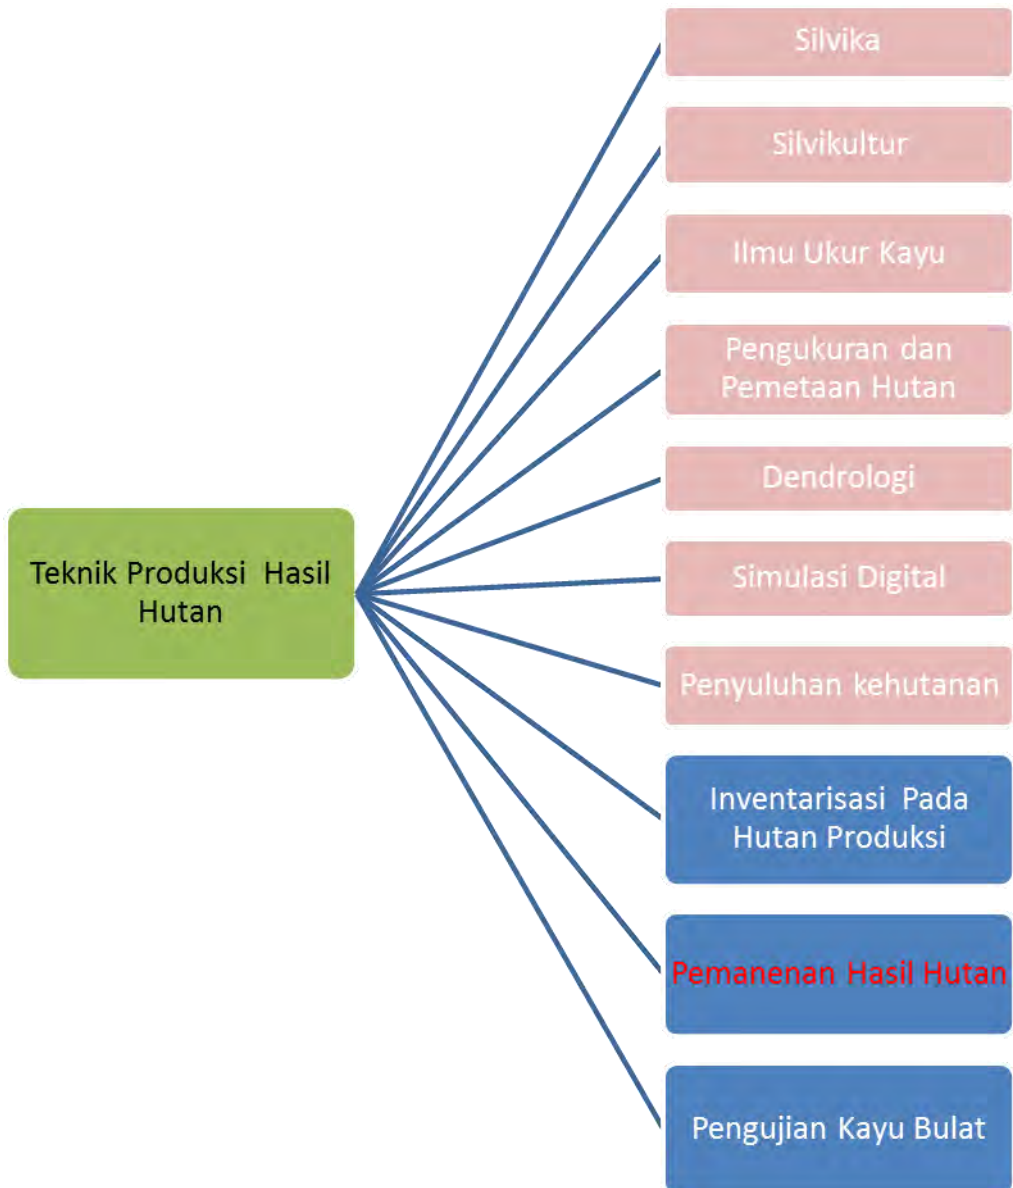 Silvika
Silvikultur
Ilmu Ukur Kayu
Pengukuran dan
Pemetaan Hutan
Dendrologi
Teknik Produksi Hasil
Hutan
Simulasi Digital
Penyuluhan kehutanan
Inventarisasi Pada
Hutan Produksi
Pemanenan Hasil Hutan
Pengujian Kayu Bulat